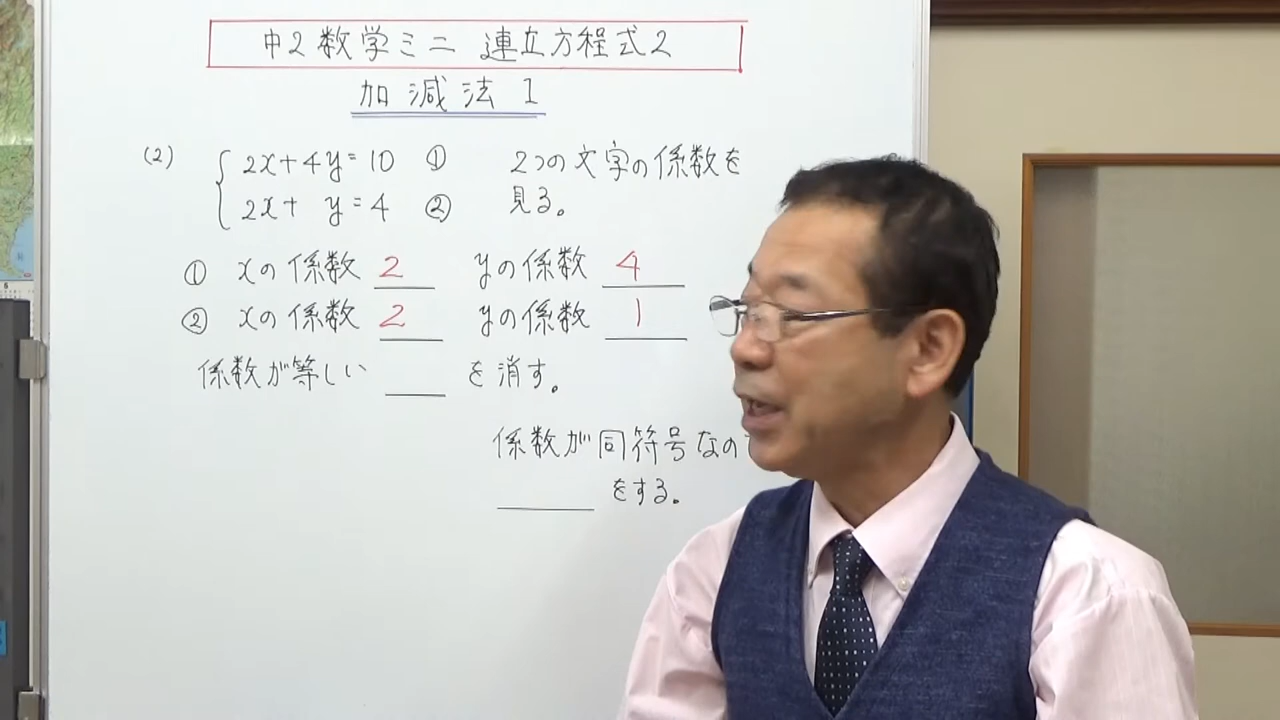 中2数学ミニ 連立方程式2
加減法1
(2) 2x+4y=10 ① 2つの文字の係数を
2x+ y=4 ② 見る。
① xの係数 2 yの係数 4
② xの係数 2 yの係数 1
係数が等しい を消す。
係数が同符号なので
をする。